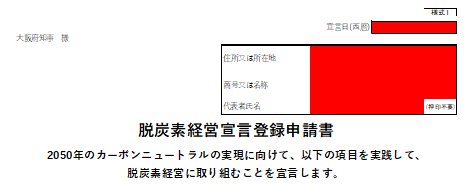 様式1
宣言日(西暦)
大阪府知事　様
住所又は所在地
商号又は名称
代表者氏名
(押印不要)
脱炭素経営宣言登録申請書
2050年のカーボンニュートラルの実現に向けて、以下の項目を実践して、
脱炭素経営に取り組むことを宣言します。